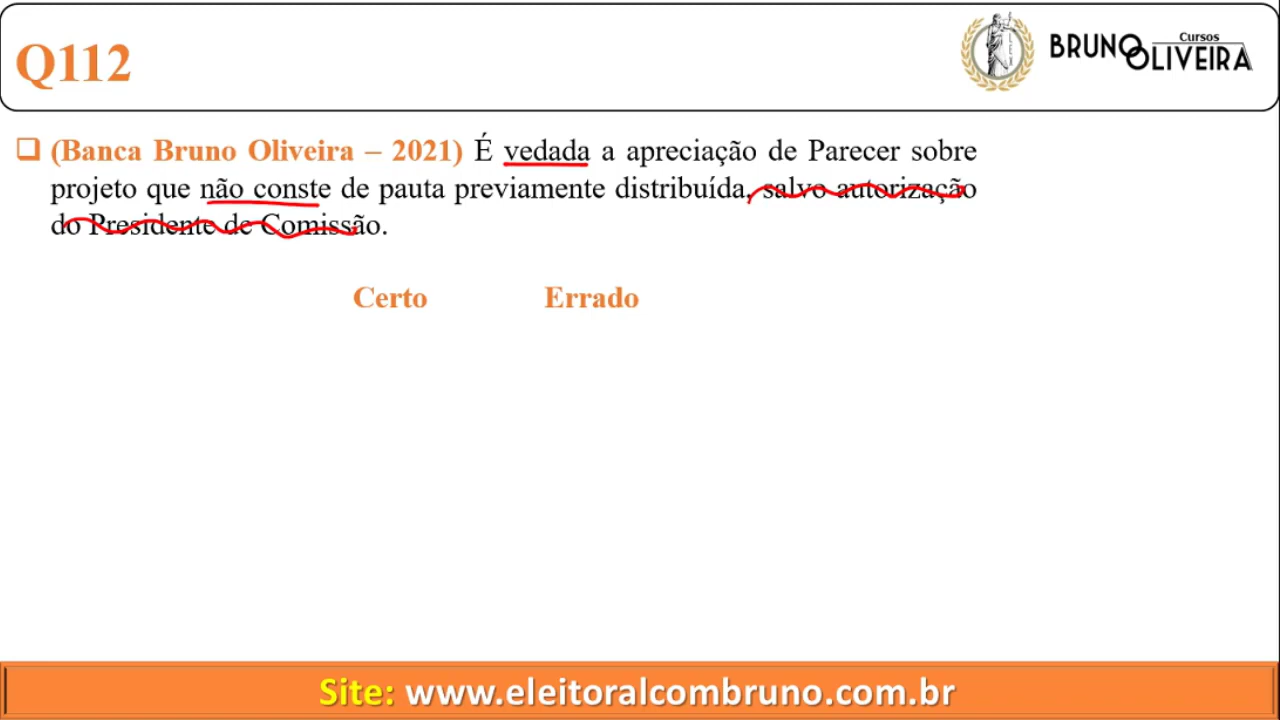 Q112
Cursos
BRUNO
OLIVEIRA
(Banca Bruno Oliveira – 2021) É vedada a apreciação de Parecer sobre
projeto que não conste de pauta previamente distribuída, salvo autorização
do Presidente de Comissão.
Certo Errado
Site: www.eleitoralcombruno.com.br